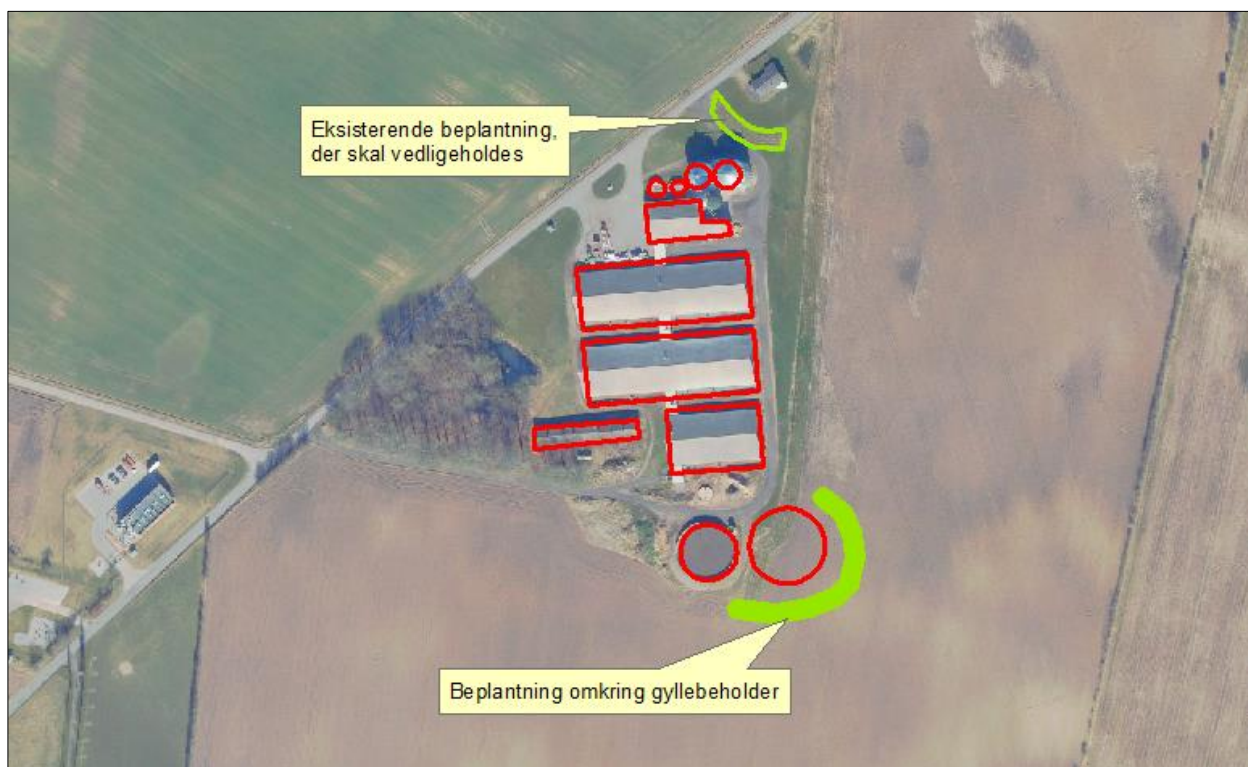 Eksisterende beplantning,
der skal vedligeholdes
Beplantning omkring gyllebeholder